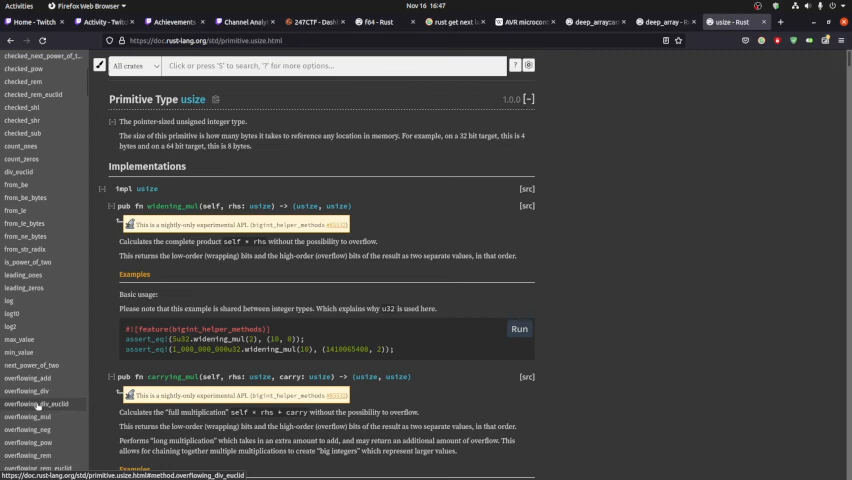 Activities
Firefox Web Browser
Nov 16 16:47
Home - Twitch
Activity - Twitch
Achievements -
Channel Analyt
247CTF - Dashbo
f64 - Rust
rust get next lo
AVR microcont
deep_array::an
deep_array - Ru
usize - Rust
https://doc.rust-lang.org/std/primitive.usize.html
checked_next_power_of_t...
checked_pow
checked_rem
checked_rem_euclid
checked_shl
checked_shr
checked_sub
count_ones
count_zeros
div_euclid
from_be
from_be_bytes
from_le
from_le_bytes
from_ne_bytes
from_str_radix
is_power_of_two
leading_ones
leading_zeros
log
log10
log2
max_value
min_value
next_power_of_two
overflowing_add
overflowing_div
overflowing_div_euclid
overflowing_mul
overflowing_neg
overflowing_pow
overflowing_rem
overflowing_rem_euclid
All crates
Click or press 'S' to search, '?' for more options...
?
Primitive Type usize
1.0.0 [−]
[−] The pointer-sized unsigned integer type.
The size of this primitive is how many bytes it takes to reference any location in memory. For example, on a 32 bit target, this is 4
bytes and on a 64 bit target, this is 8 bytes.
Implementations
[−] impl usize [src]
[−] pub fn widening_mul(self, rhs: usize) -> (usize, usize) [src]
This is a nightly-only experimental API. (bigint_helper_methods #85532)
Calculates the complete product self * rhs without the possibility to overflow.
This returns the low-order (wrapping) bits and the high-order (overflow) bits of the result as two separate values, in that order.
Examples
Basic usage:
Please note that this example is shared between integer types. Which explains why u32 is used here.
#![feature(bigint_helper_methods)]
assert_eq!(5u32.widening_mul(2), (10, 0));
assert_eq!(1_000_000_000u32.widening_mul(10), (1410065408, 2));
Run
[−] pub fn carrying_mul(self, rhs: usize, carry: usize) -> (usize, usize) [src]
This is a nightly-only experimental API. (bigint_helper_methods #85532)
Calculates the "full multiplication" self * rhs + carry without the possibility to overflow.
This returns the low-order (wrapping) bits and the high-order (overflow) bits of the result as two separate values, in that order.
Performs "long multiplication" which takes in an extra amount to add, and may return an additional amount of overflow. This
allows for chaining together multiple multiplications to create "big integers" which represent larger values.
Examples
https://doc.rust-lang.org/std/primitive.usize.html#method.overflowing_div_euclid